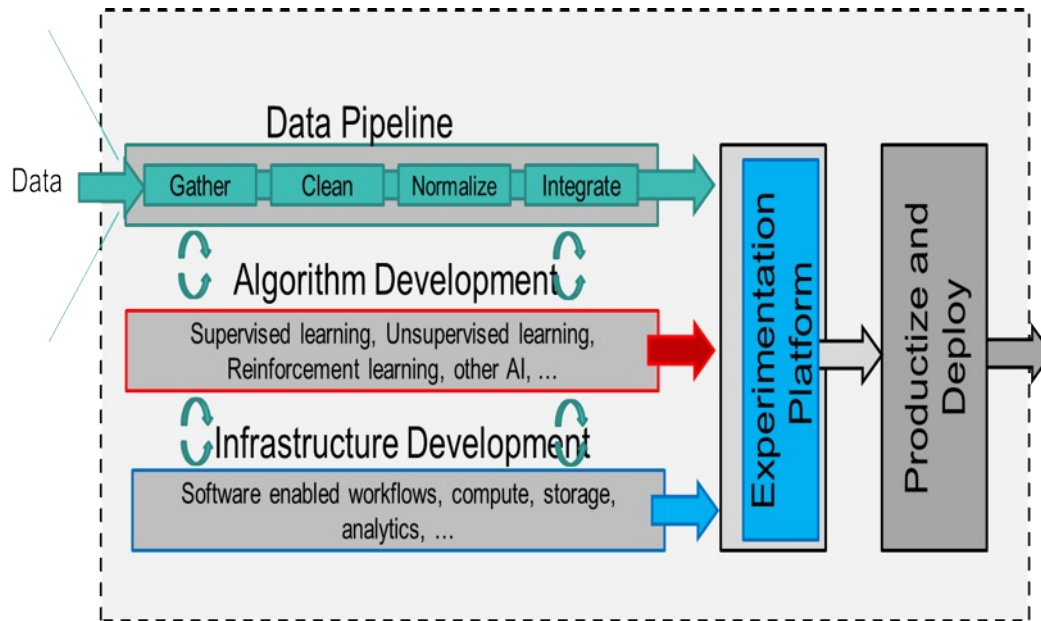 Data Pipeline
Data
Gather
Clean
Normalize
Integrate
Algorithm Development
Supervised learning, Unsupervised learning,
Reinforcement learning, other AI, ...
Infrastructure Development
Software enabled workflows, compute, storage,
analytics, ...
Experimentation
Platform
Productize and
Deploy